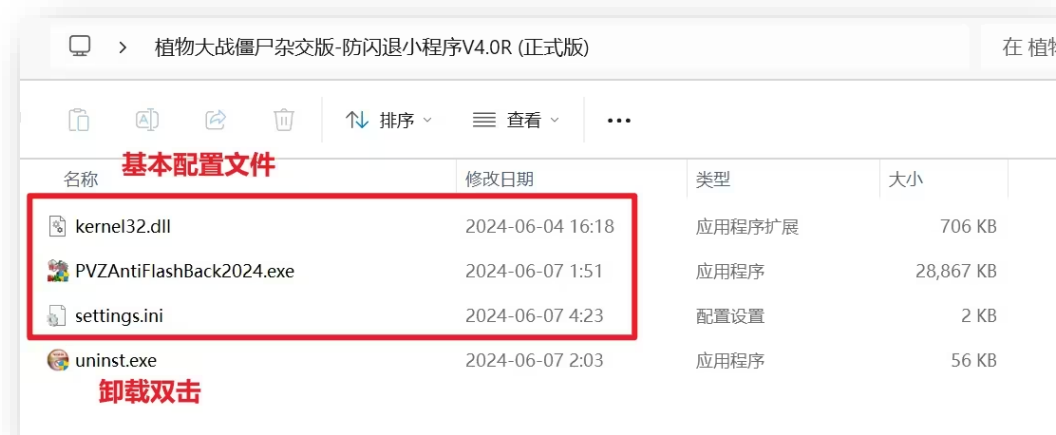 植物大战僵尸杂交版-防闪退小程序V4.0R (正式版)
在 植
排序
查看
基本配置文件
名称
修改日期
类型
大小
kernel32.dll
2024-06-04 16:18
应用程序扩展
706 KB
PVZAntiFlashBack2024.exe
2024-06-07 1:51
应用程序
28,867 KB
settings.ini
2024-06-07 4:23
配置设置
2 KB
uninst.exe
2024-06-07 2:03
应用程序
56 KB
卸载双击